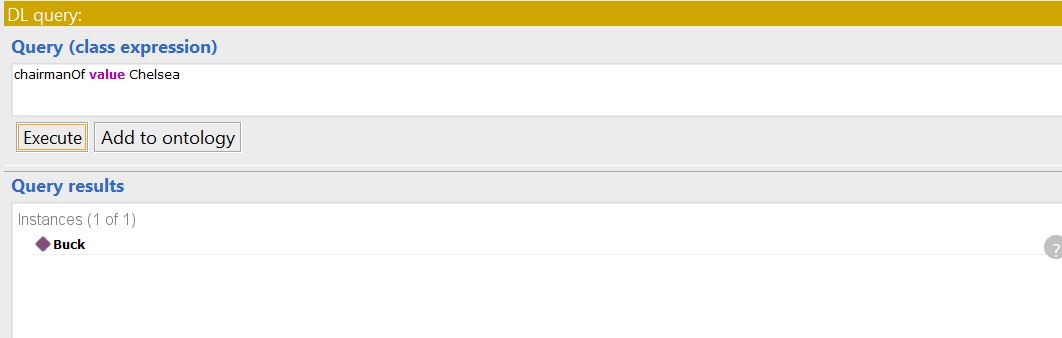 DL query:
Query (class expression)
chairmanOf value Chelsea
Execute Add to ontology
Query results
Instances (1 of 1)
Buck
?